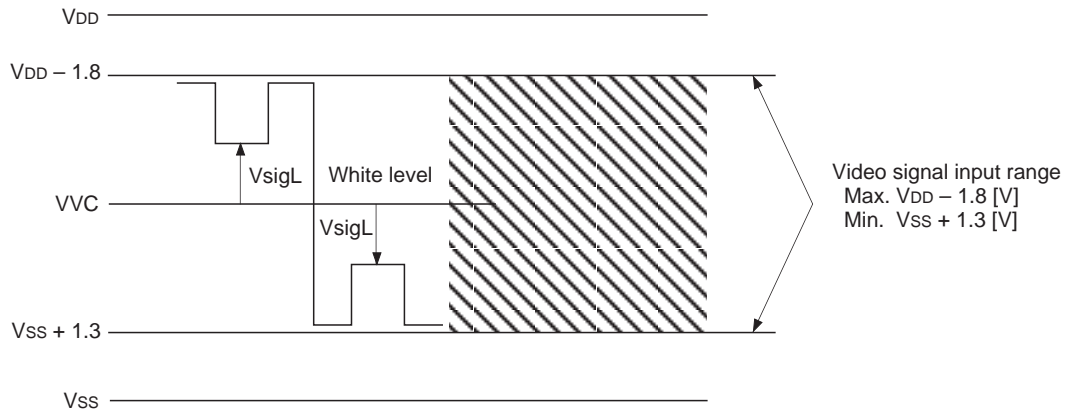 VDD
VDD – 1.8
VsigL
White level
VVC
VsigL
VSS + 1.3
VSS
Video signal input range
Max. VDD – 1.8 [V]
Min. VSS + 1.3 [V]